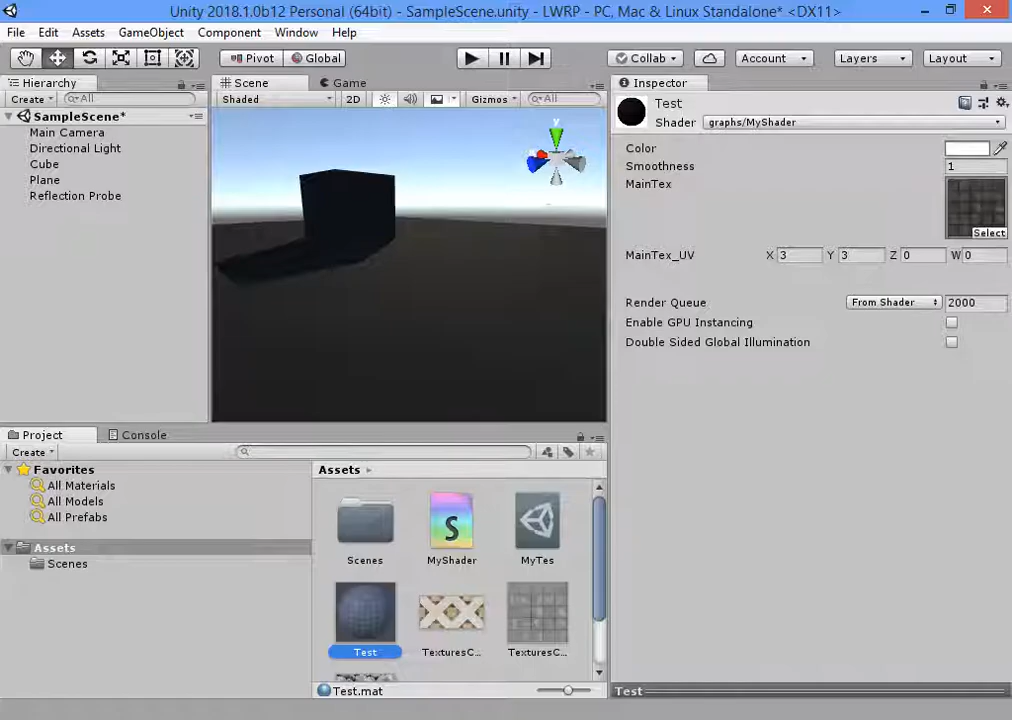 Unity 2018.1.0b12 Personal (64bit) - SampleScene.unity - LWRP - PC, Mac & Linux Standalone* <DX11>
File Edit Assets GameObject Component Window Help
Pivot Global Collab Account Layers Layout
Hierarchy
Create All
SampleScene*
Main Camera
Directional Light
Cube
Plane
Reflection Probe
Scene Game
Shaded 2D Gizmos All
y
Inspector
Test
Shader graphs/MyShader
Color
Smoothness 1
MainTex
Select
MainTex_UV X 3 Y 3 Z 0 W 0
Render Queue From Shader 2000
Enable GPU Instancing
Double Sided Global Illumination
Project Console
Create
Favorites
All Materials
All Models
All Prefabs
Assets
Scenes
Assets
Scenes MyShader MyTes
S
Test TexturesC... TexturesC...
Test.mat
Test